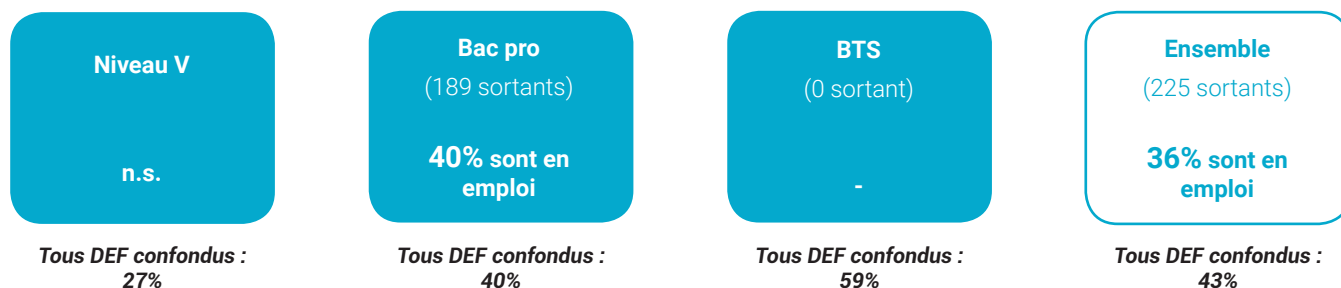 Niveau V
n.s.
Tous DEF confondus :
27%
Bac pro
(189 sortants)
40% sont en
emploi
Tous DEF confondus :
40%
BTS
(0 sortant)
-
Tous DEF confondus :
59%
Ensemble
(225 sortants)
36% sont en
emploi
Tous DEF confondus :
43%